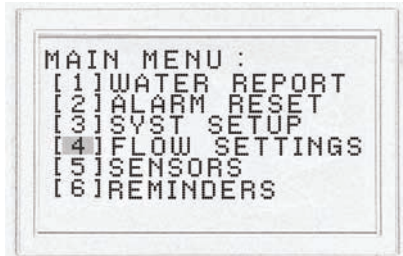 MAIN MENU:
[1]WATER REPORT
[2]ALARM RESET
[3]SYST SETUP
[4]FLOW SETTINGS
[5]SENSORS
[6]REMINDERS